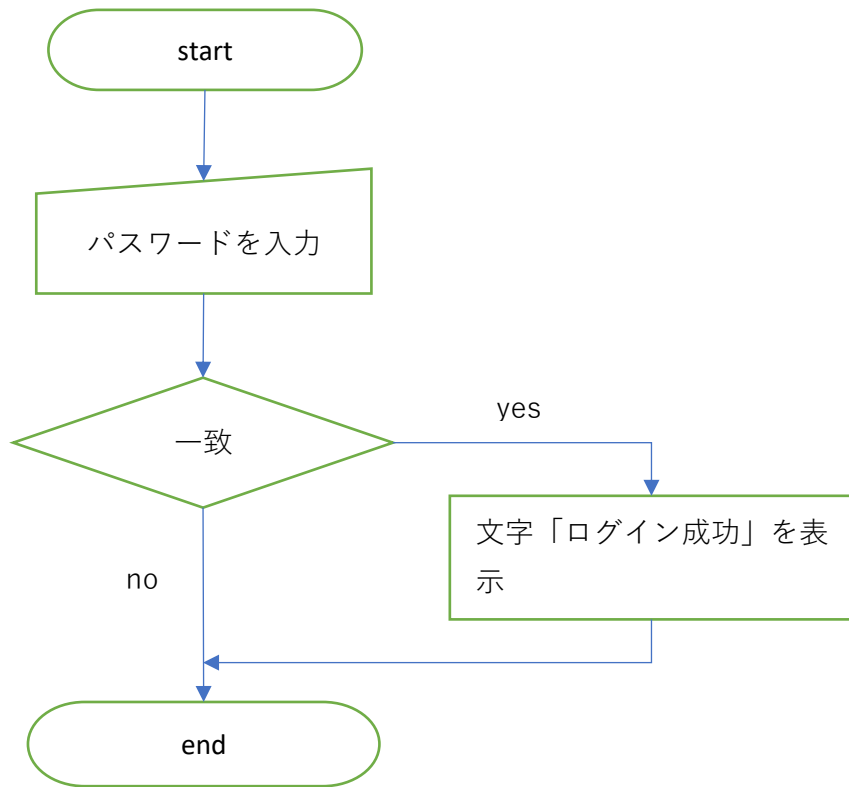 start
パスワードを入力
一致
yes
文字「ログイン成功」を表
示
no
end